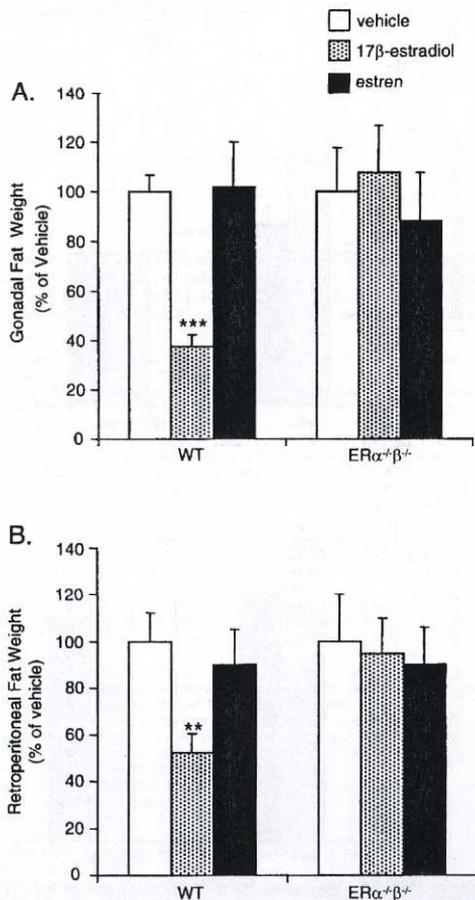 vehicle
17β-estradiol
estren
A.
140
120
100
80
60
40
20
0
Gonadal Fat Weight
(% of Vehicle)
***
WT
ERα-/-β-/-
B.
140
120
100
80
60
40
20
0
Retroperitoneal Fat Weight
(% of vehicle)
**
WT
ERα-/-β-/-